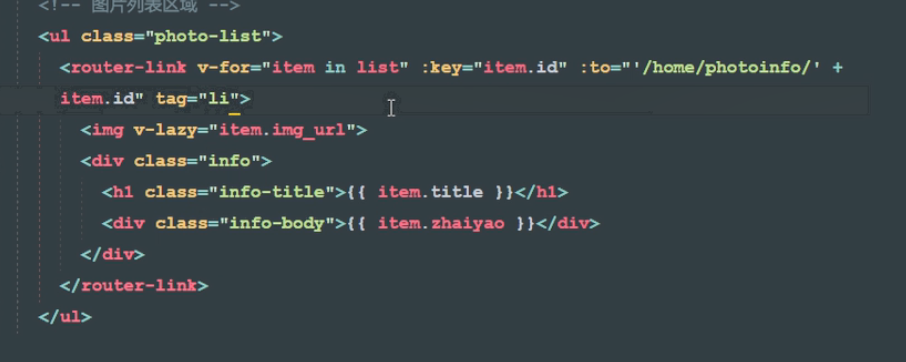 <!-- 图片列表区域 -->
<ul class="photo-list">
<router-link v-for="item in list" :key="item.id" :to="'/home/photoinfo/' +
item.id" tag="li">
<img v-lazy="item.img_url">
<div class="info">
<h1 class="info-title">{{ item.title }}</h1>
<div class="info-body">{{ item.zhaiyao }}</div>
</div>
</router-link>
</ul>